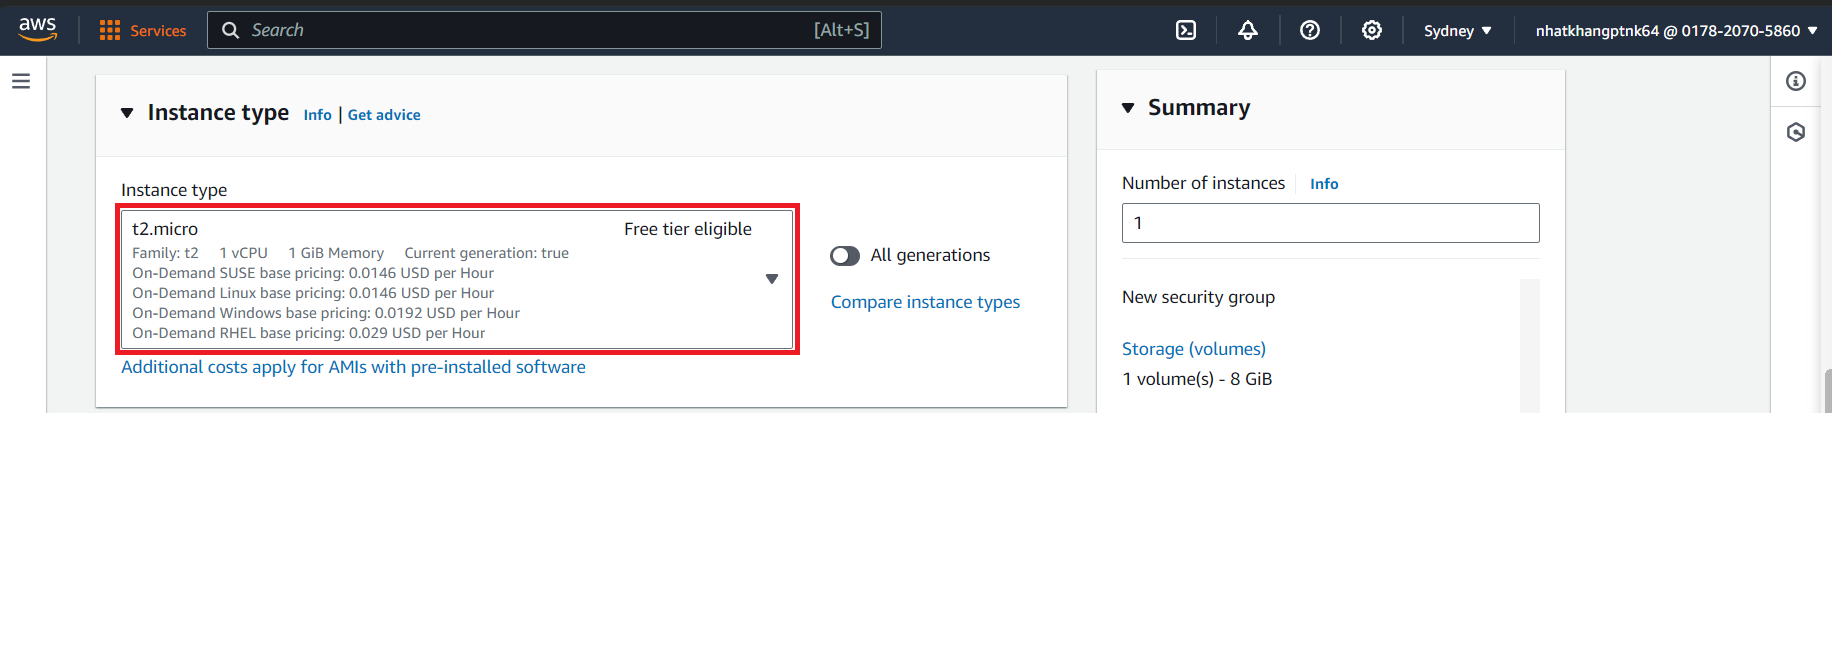 aws Services Search [Alt+S] Sydney nhatkhangptnk64 @ 0178-2070-5860
Instance type Info | Get advice
Instance type
t2.micro Free tier eligible
Family: t2 1 vCPU 1 GiB Memory Current generation: true
On-Demand SUSE base pricing: 0.0146 USD per Hour
On-Demand Linux base pricing: 0.0146 USD per Hour
On-Demand Windows base pricing: 0.0192 USD per Hour
On-Demand RHEL base pricing: 0.029 USD per Hour
All generations
Compare instance types
Additional costs apply for AMIs with pre-installed software
Summary
Number of instances Info
1
New security group
Storage (volumes)
1 volume(s) - 8 GiB